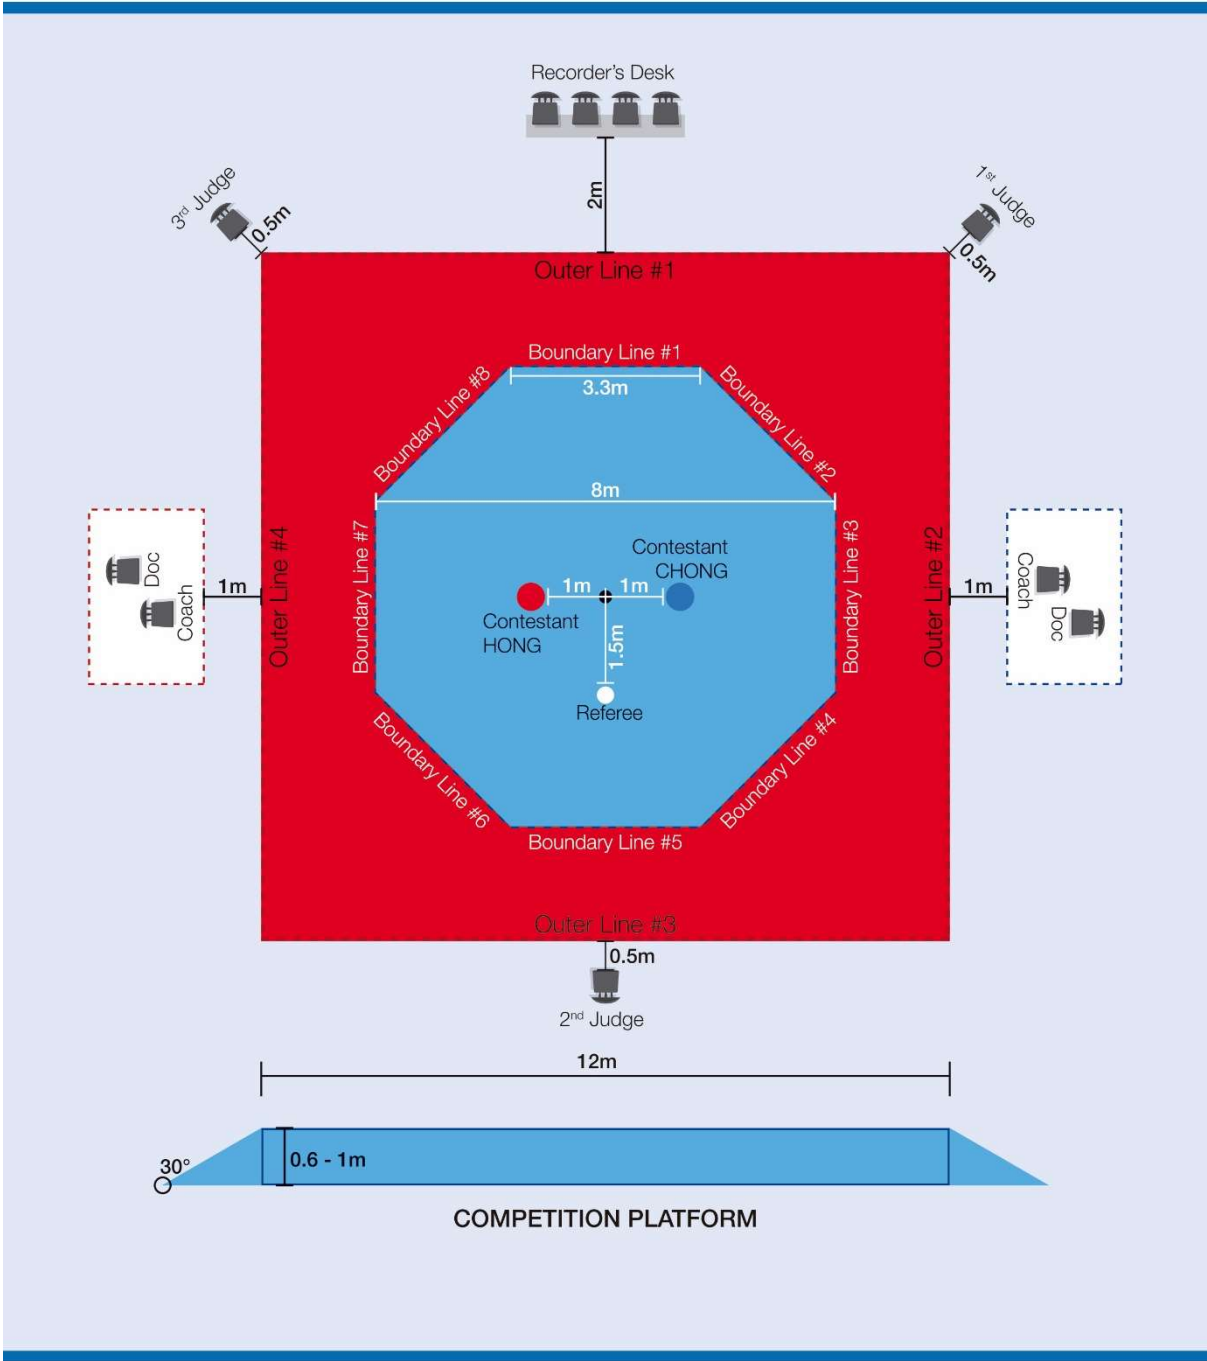 Recorder's Desk
2m
3rd Judge
0.5m
1st Judge
0.5m
Outer Line #1
Boundary Line #1
3.3m
Boundary Line #8
Boundary Line #2
8m
Boundary Line #7
Boundary Line #3
Outer Line #4
Outer Line #2
Contestant
CHONG
1m
1m
Contestant
HONG
1.5m
Referee
Doc
Coach
1m
1m
Coach
Doc
Boundary Line #6
Boundary Line #4
Boundary Line #5
Outer Line #3
0.5m
2nd Judge
12m
30°
0.6 - 1m
COMPETITION PLATFORM